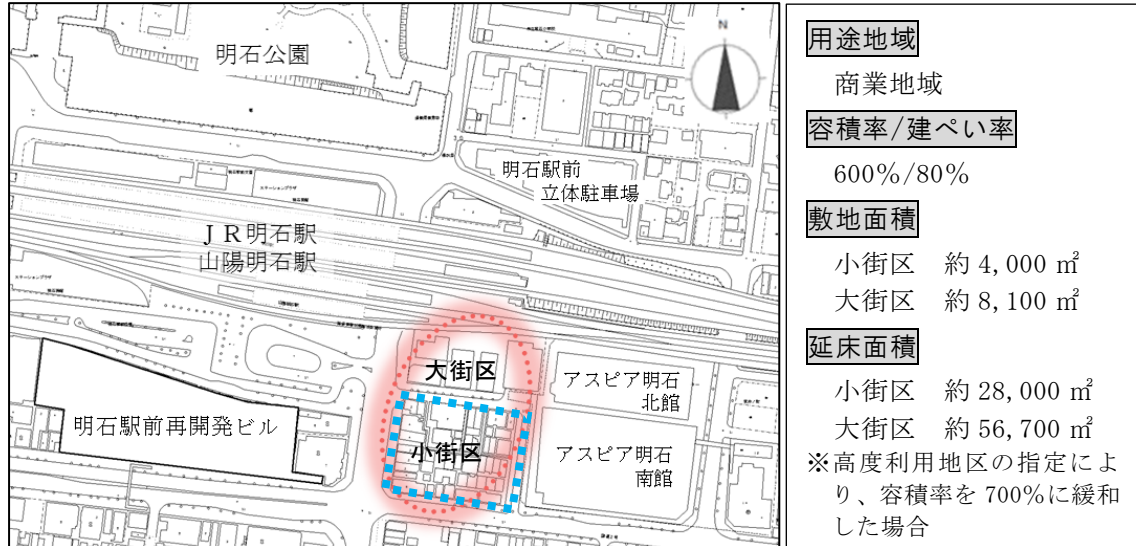 明石公園
N
明石駅前
立体駐車場
ＪＲ明石駅
山陽明石駅
大街区
小街区
アスピア明石
北館
アスピア明石
南館
明石駅前再開発ビル
用途地域
商業地域
容積率/建ぺい率
600%/80%
敷地面積
小街区　約 4,000 ㎡
大街区　約 8,100 ㎡
延床面積
小街区　約 28,000 ㎡
大街区　約 56,700 ㎡
※高度利用地区の指定によ
り、容積率を 700%に緩和
した場合